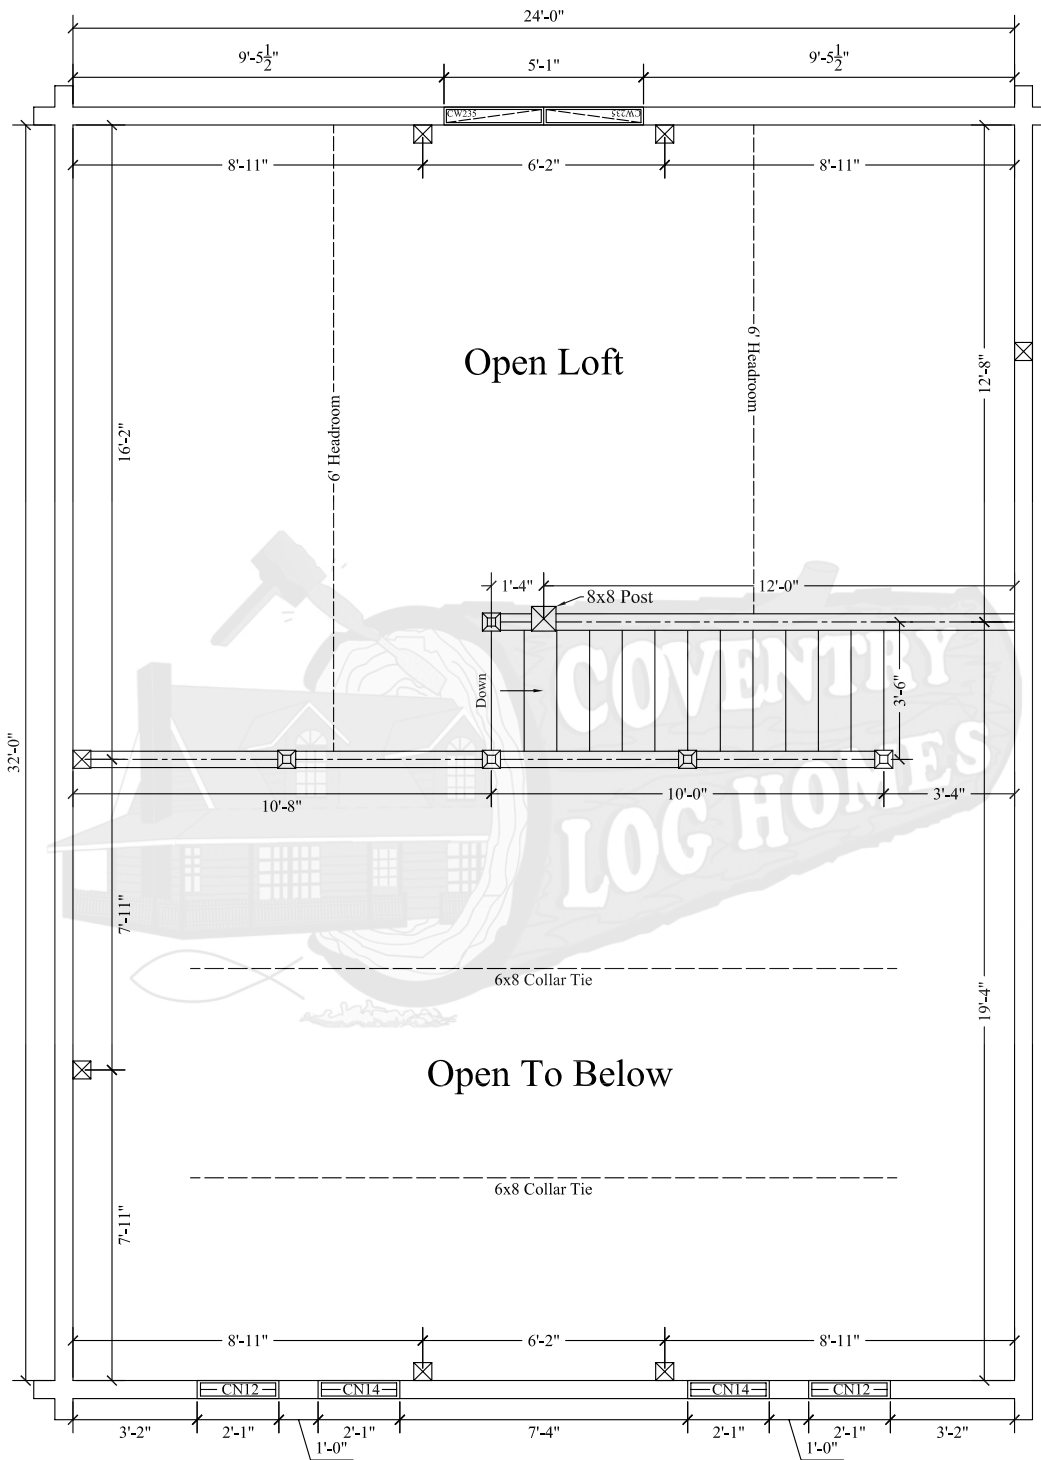 24'-0"
9'-5 1/2"
5'-1"
9'-5 1/2"
CW235
CW235
8'-11"
6'-2"
8'-11"
Open Loft
6' Headroom
6' Headroom
12'-8"
16'-2"
32'-0"
1'-4"
12'-0"
8x8 Post
Down
3'-6"
COVENTRY
LOG HOMES
10'-8"
10'-0"
3'-4"
7'-11"
6x8 Collar Tie
19'-4"
Open To Below
6x8 Collar Tie
7'-11"
8'-11"
6'-2"
8'-11"
CN12
CN14
CN14
CN12
3'-2"
2'-1"
1'-0"
2'-1"
7'-4"
2'-1"
1'-0"
2'-1"
3'-2"